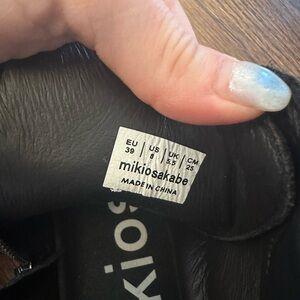 EU | US | UK | CM
39 | 8 | 5.5 | 25
mikiosakabe
MADE IN CHINA
kios